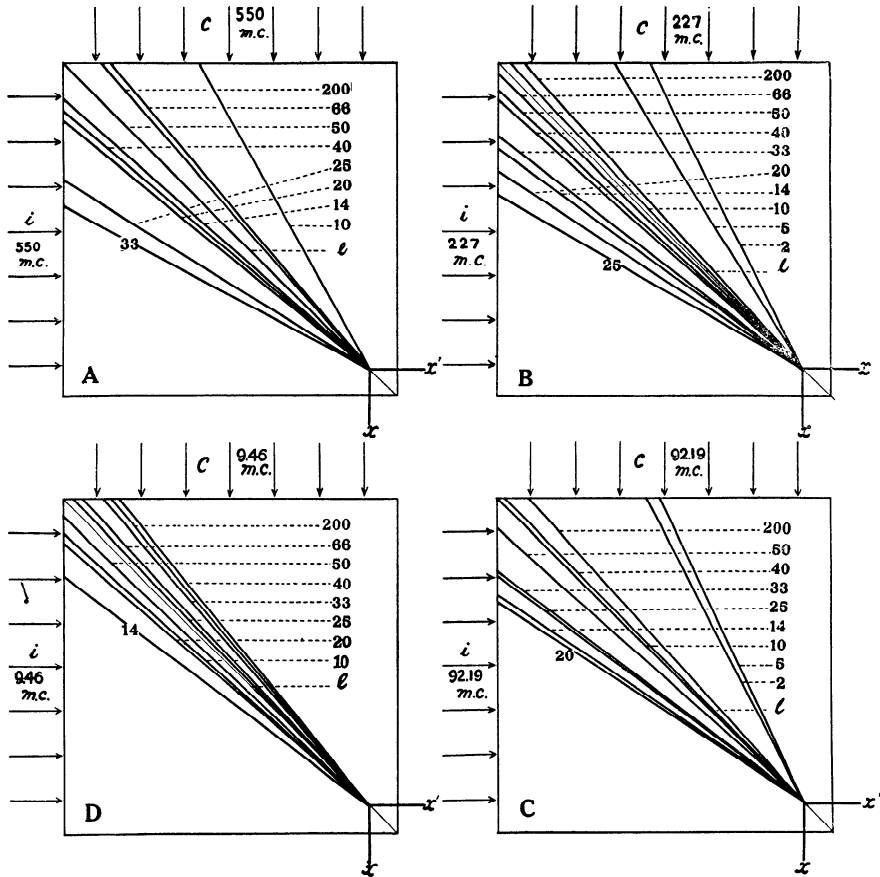 C 550 m.c.
200
66
50
40
25
20
14
10
l
i
550 m.c.
33
A
x'
x
C 227 m.c.
200
66
50
40
33
20
14
10
5
2
l
i
227 m.c.
25
B
x
x
C 9.46 m.c.
200
66
50
40
33
25
20
10
l
i
9.46 m.c.
14
D
x'
x
C 92.19 m.c.
200
50
40
33
25
14
10
5
2
l
i
92.19 m.c.
20
C
x'
x